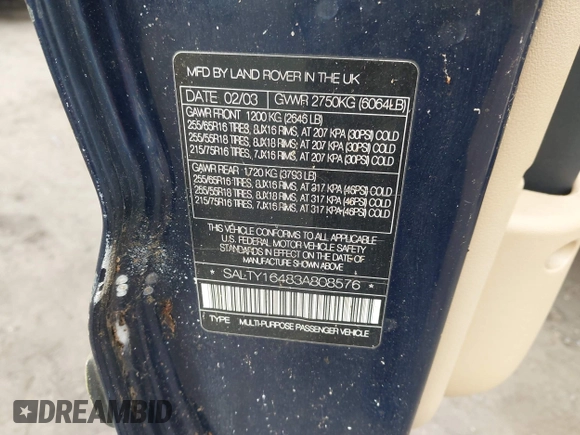 MFD BY LAND ROVER IN THE UK
DATE 02/03 GVWR 2750KG (6064LB)
GAWR FRONT 1200 KG (2646 LB)
255/65R16 TIRES, 8JX16 RIMS, AT 207 KPA (30PSI) COLD
255/55R18 TIRES, 8JX18 RIMS, AT 207 KPA (30PSI) COLD
215/75R16 TIRES, 7JX16 RIMS, AT 207 KPA (30PSI) COLD
GAWR REAR 1,720 KG (3793 LB)
255/65R16 TIRES, 8JX16 RIMS, AT 317 KPA (46PSI) COLD
255/55R18 TIRES, 8JX18 RIMS, AT 317 KPA (46PSI) COLD
215/75R16 TIRES, 7JX16 RIMS, AT 317 KPA (46PSI) COLD
THIS VEHICLE CONFORMS TO ALL APPLICABLE
U.S. FEDERAL MOTOR VEHICLE SAFETY
STANDARDS IN EFFECT ON THE DATE OF
MANUFACTURE SHOWN ABOVE
* SALTY16483A808576 *
TYPE MULTI-PURPOSE PASSENGER VEHICLE
DREAMBID